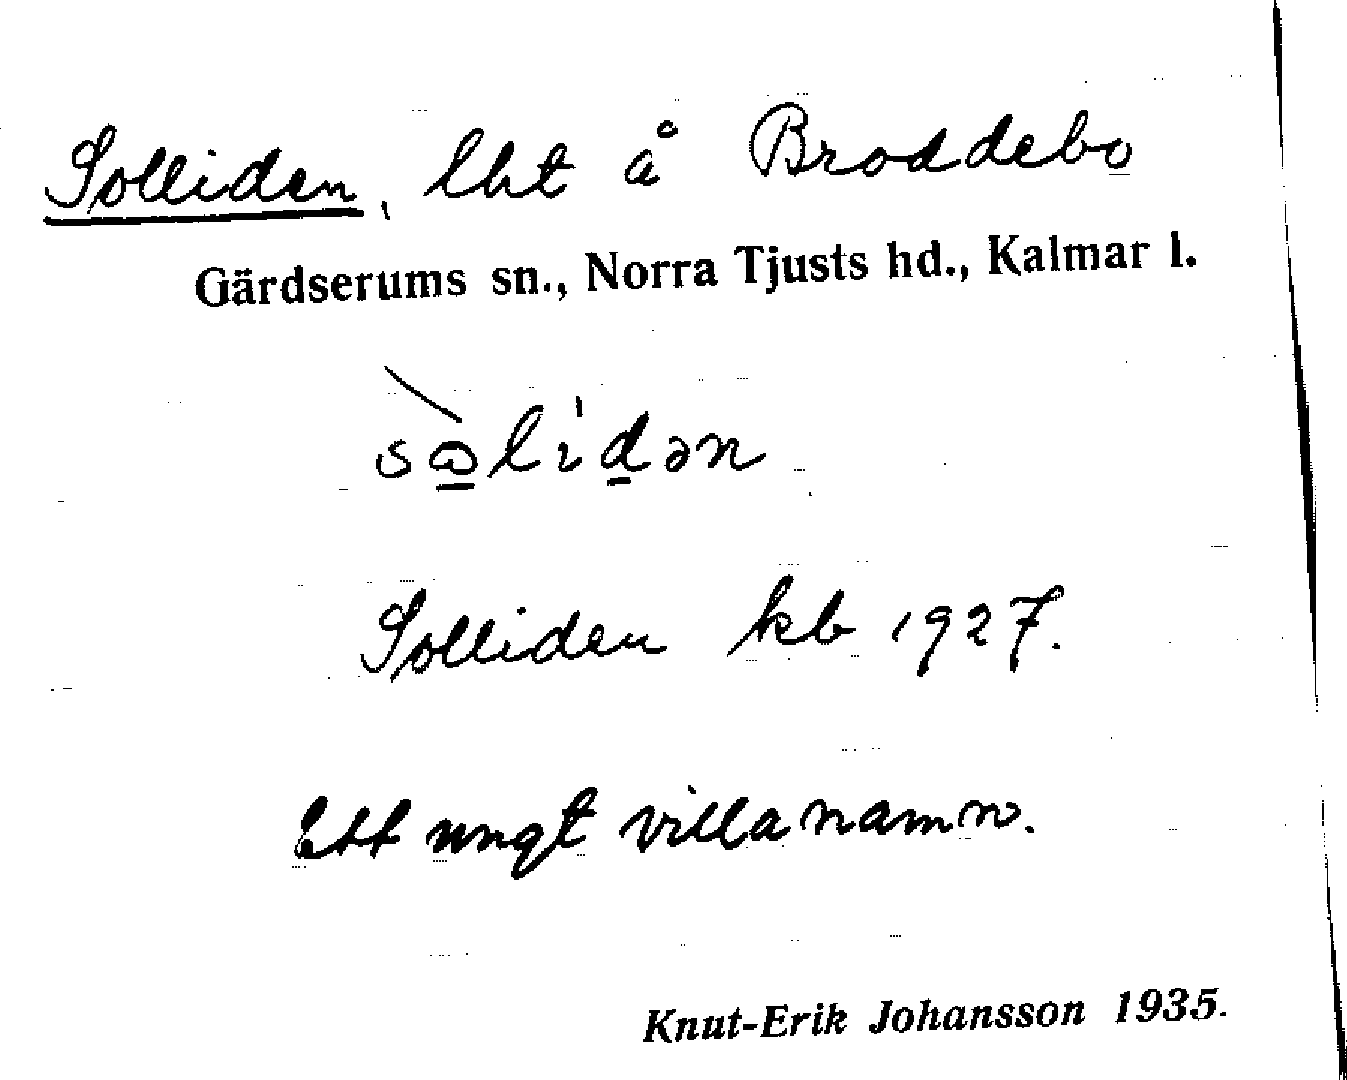 Solliden, lht å Broddebo
Gärdserums sn., Norra Tjusts hd., Kalmar l.
Solliden kb 1927.
Ett ungt villanamn.
Knut-Erik Johansson 1935.